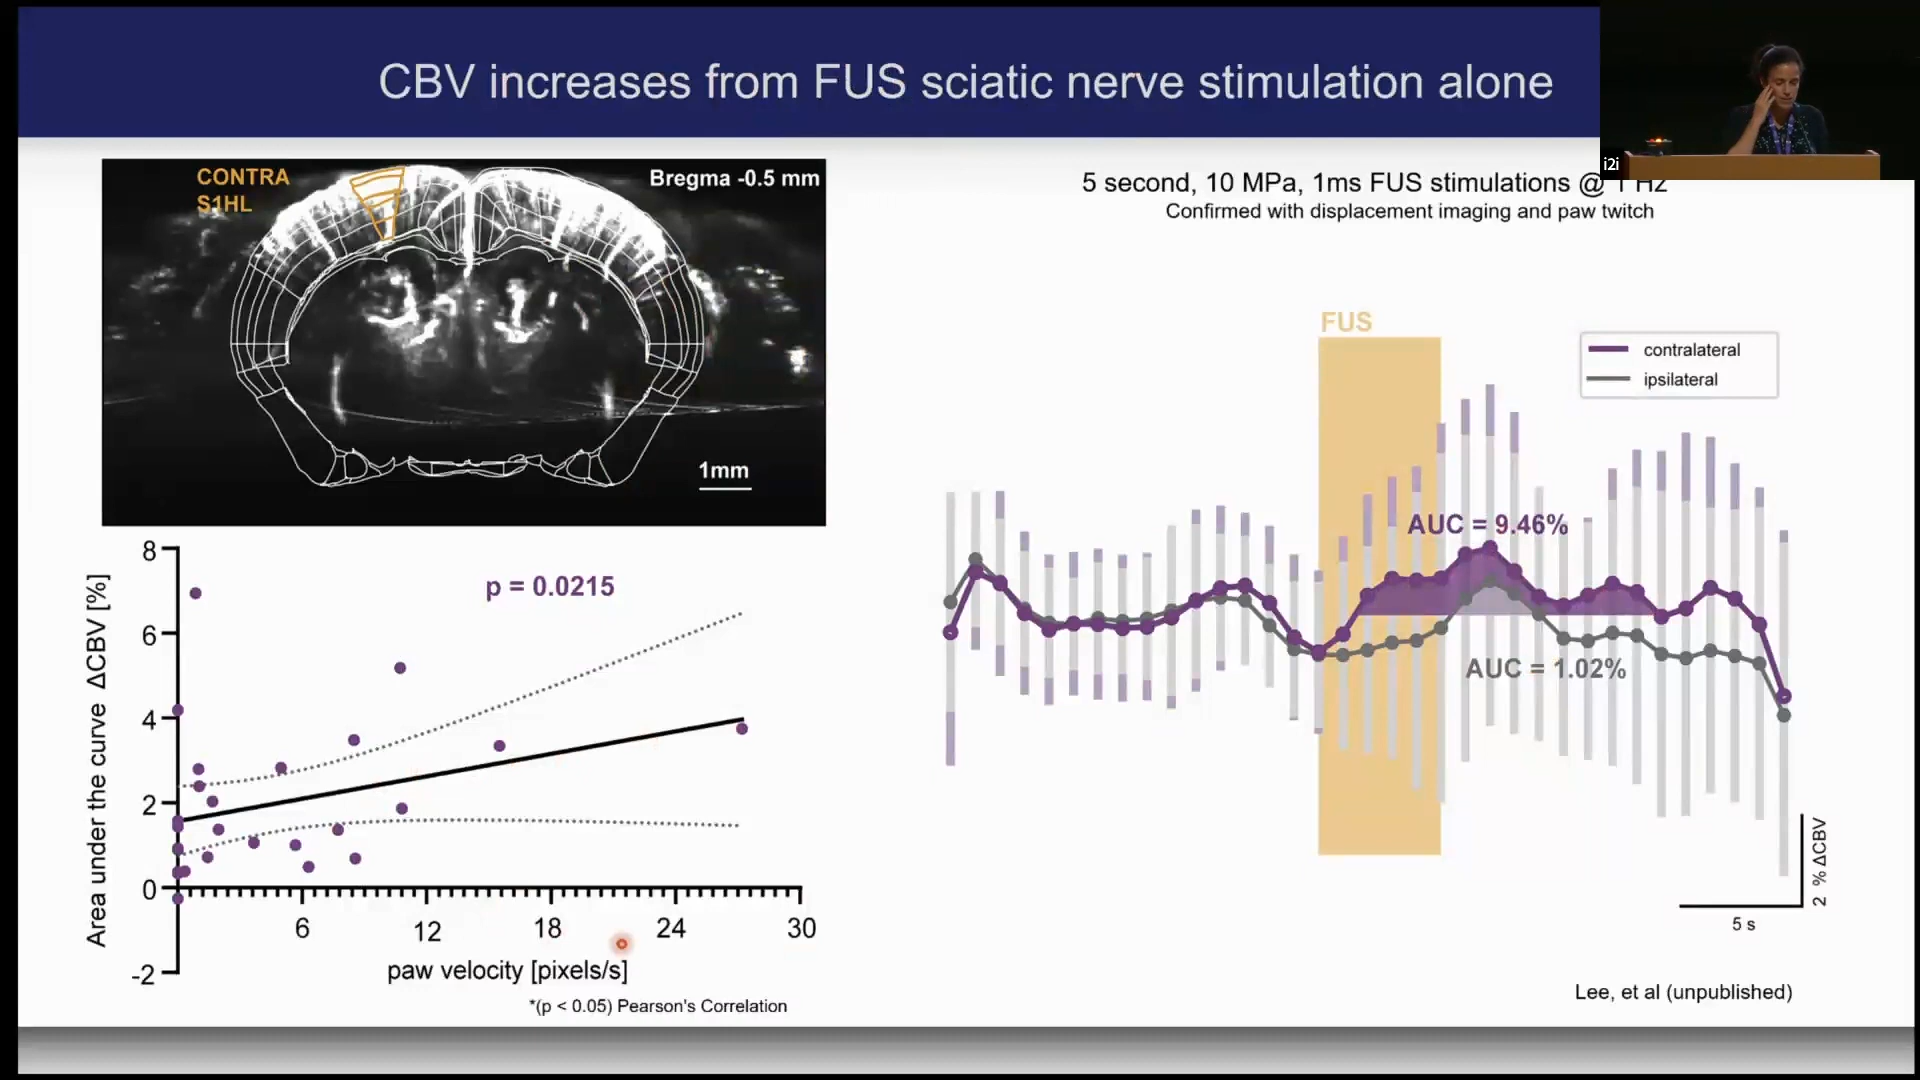 CBV increases from FUS sciatic nerve stimulation alone
i2i
CONTRA
S1HL
Bregma -0.5 mm
1mm
5 second, 10 MPa, 1ms FUS stimulations @ 1 Hz
Confirmed with displacement imaging and paw twitch
FUS
contralateral
ipsilateral
AUC = 9.46%
AUC = 1.02%
2 % ΔCBV
5 s
p = 0.0215
Area under the curve ΔCBV [%]
8
6
4
2
0
-2
6 12 18 24 30
paw velocity [pixels/s]
*(p < 0.05) Pearson's Correlation
Lee, et al (unpublished)